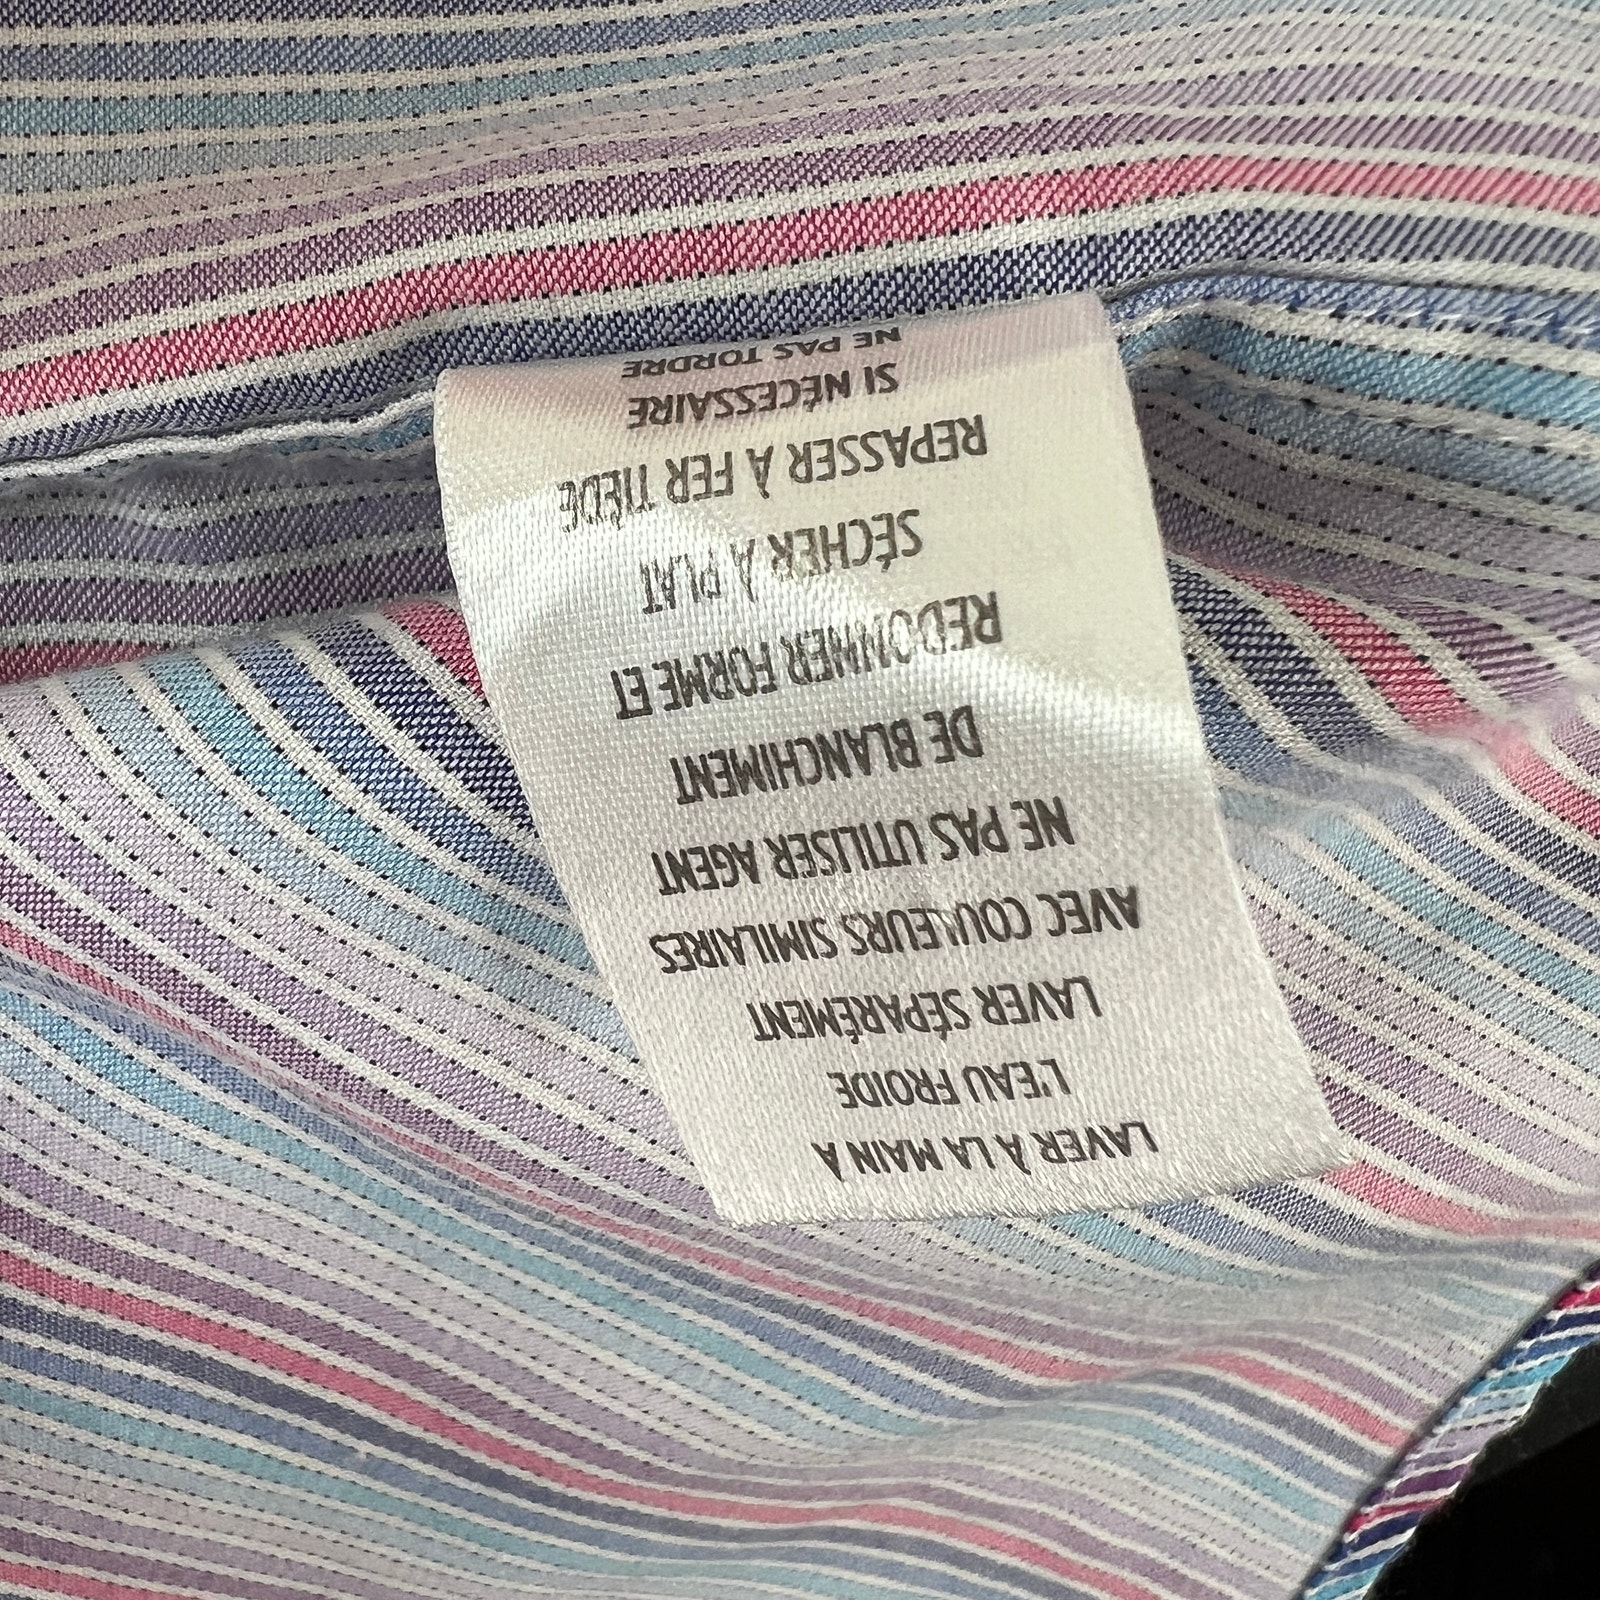 LAVER À LA MAIN À
L'EAU FROIDE
LAVER SÉPARÉMENT
AVEC COULEURS SIMILAIRES
NE PAS UTILISER AGENT
DE BLANCHIMENT
REDONNER FORME ET
SÉCHER À PLAT
REPASSER À FER TIÈDE
SI NÉCESSAIRE
NE PAS TORDRE